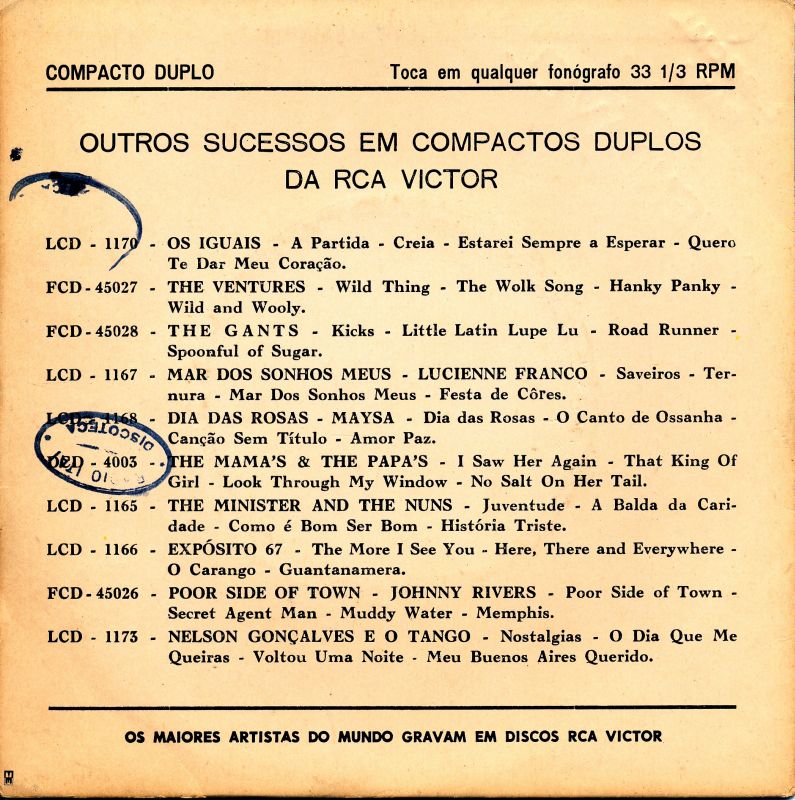 COMPACTO DUPLO Toca em qualquer fonógrafo 33 1/3 RPM
OUTROS SUCESSOS EM COMPACTOS DUPLOS
DA RCA VICTOR
LCD - 1170 - OS IGUAIS - A Partida - Creia - Estarei Sempre a Esperar - Quero
Te Dar Meu Coração.
FCD - 45027 - THE VENTURES - Wild Thing - The Wolk Song - Hanky Panky -
Wild and Wooly.
FCD - 45028 - THE GANTS - Kicks - Little Latin Lupe Lu - Road Runner -
Spoonful of Sugar.
LCD - 1167 - MAR DOS SONHOS MEUS - LUCIENNE FRANCO - Saveiros - Ter-
nura - Mar Dos Sonhos Meus - Festa de Côres.
LCD - 1168 - DIA DAS ROSAS - MAYSA - Dia das Rosas - O Canto de Ossanha -
Canção Sem Título - Amor Paz.
- 4003 - THE MAMA'S & THE PAPA'S - I Saw Her Again - That King Of
Girl - Look Through My Window - No Salt On Her Tail.
LCD - 1165 - THE MINISTER AND THE NUNS - Juventude - A Balda da Cari-
dade - Como é Bom Ser Bom - História Triste.
LCD - 1166 - EXPÓSITO 67 - The More I See You - Here, There and Everywhere -
O Carango - Guantanamera.
FCD - 45026 - POOR SIDE OF TOWN - JOHNNY RIVERS - Poor Side of Town -
Secret Agent Man - Muddy Water - Memphis.
LCD - 1173 - NELSON GONÇALVES E O TANGO - Nostalgias - O Dia Que Me
Queiras - Voltou Uma Noite - Meu Buenos Aires Querido.
OS MAIORES ARTISTAS DO MUNDO GRAVAM EM DISCOS RCA VICTOR
DISCOTECA